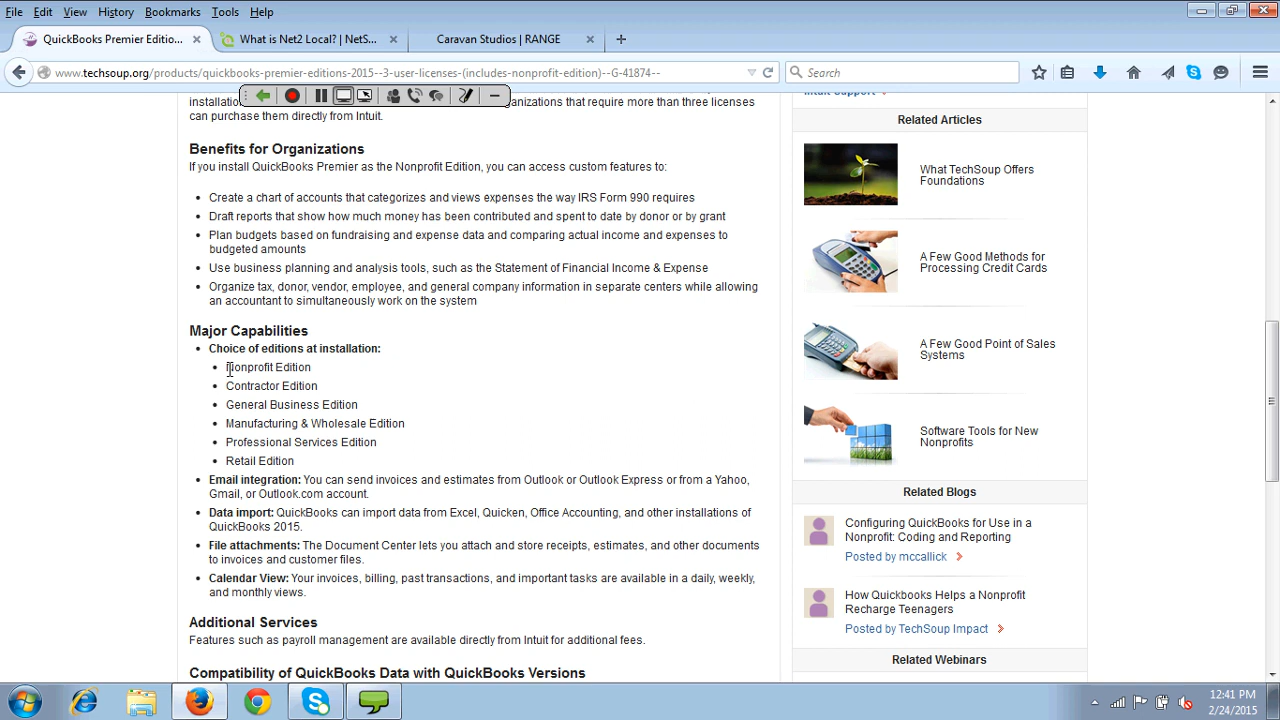 File Edit View History Bookmarks Tools Help
QuickBooks Premier Editio...
What is Net2 Local? | NetS...
Caravan Studios | RANGE
www.techsoup.org/products/quickbooks-premier-editions-2015--3-user-licenses-(includes-nonprofit-edition)--G-41874--
Search
ganizations that require more than three licenses
can purchase them directly from Intuit.
Benefits for Organizations
If you install QuickBooks Premier as the Nonprofit Edition, you can access custom features to:
Create a chart of accounts that categorizes and views expenses the way IRS Form 990 requires
Draft reports that show how much money has been contributed and spent to date by donor or by grant
Plan budgets based on fundraising and expense data and comparing actual income and expenses to
budgeted amounts
Use business planning and analysis tools, such as the Statement of Financial Income & Expense
Organize tax, donor, vendor, employee, and general company information in separate centers while allowing
an accountant to simultaneously work on the system
Major Capabilities
Choice of editions at installation:
Nonprofit Edition
Contractor Edition
General Business Edition
Manufacturing & Wholesale Edition
Professional Services Edition
Retail Edition
Email integration: You can send invoices and estimates from Outlook or Outlook Express or from a Yahoo,
Gmail, or Outlook.com account.
Data import: QuickBooks can import data from Excel, Quicken, Office Accounting, and other installations of
QuickBooks 2015.
File attachments: The Document Center lets you attach and store receipts, estimates, and other documents
to invoices and customer files.
Calendar View: Your invoices, billing, past transactions, and important tasks are available in a daily, weekly,
and monthly views.
Additional Services
Features such as payroll management are available directly from Intuit for additional fees.
Compatibility of QuickBooks Data with QuickBooks Versions
Intuit Support
Related Articles
What TechSoup Offers
Foundations
A Few Good Methods for
Processing Credit Cards
A Few Good Point of Sales
Systems
Software Tools for New
Nonprofits
Related Blogs
Configuring QuickBooks for Use in a
Nonprofit: Coding and Reporting
Posted by mccallick
How Quickbooks Helps a Nonprofit
Recharge Teenagers
Posted by TechSoup Impact
Related Webinars
12:41 PM
2/24/2015